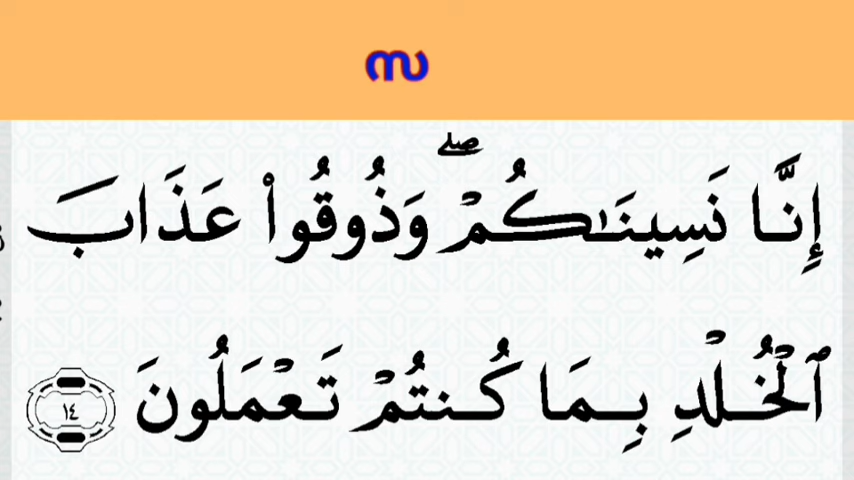 സ
إِنَّا نَسِينَـٰكُمْ ۖ وَذُوقُوا۟ عَذَابَ
ٱلْخُلْدِ بِمَا كُنتُمْ تَعْمَلُونَ ١٤